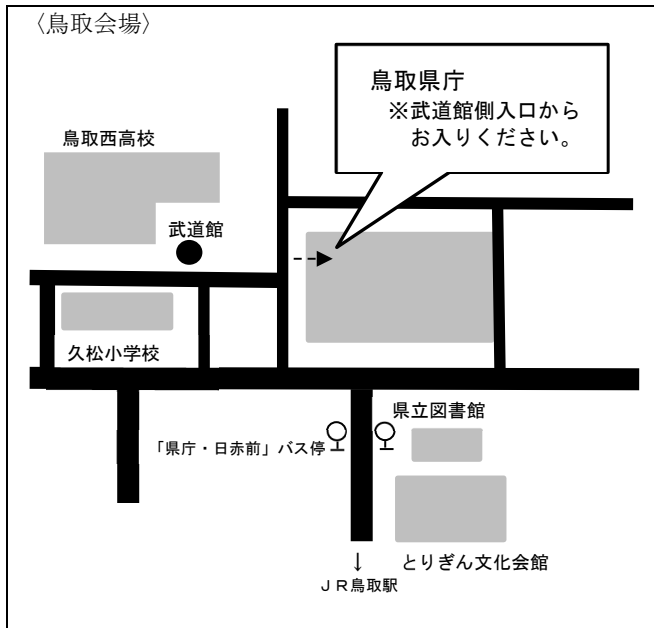 〈鳥取会場〉
鳥取県庁
※武道館側入口から
お入りください。
鳥取西高校
武道館
久松小学校
県立図書館
「県庁・日赤前」バス停
とりぎん文化会館
↓
ＪＲ鳥取駅